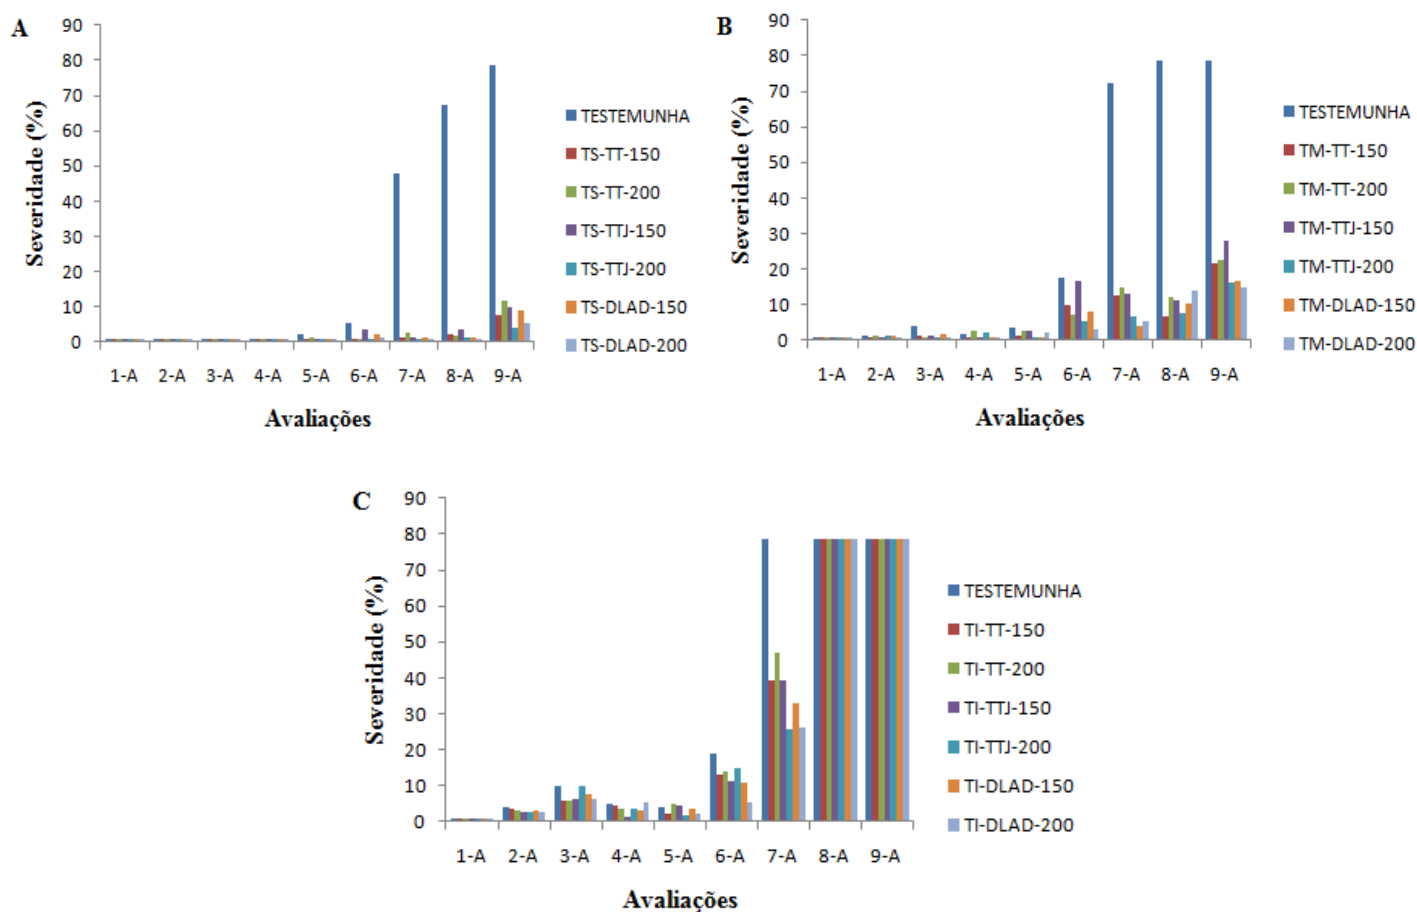 A
Severidade (%)
90
80
70
60
50
40
30
20
10
0
1-A 2-A 3-A 4-A 5-A 6-A 7-A 8-A 9-A
Avaliações
TESTEMUNHA
TS-TT-150
TS-TT-200
TS-TTJ-150
TS-TTJ-200
TS-DLAD-150
TS-DLAD-200
B
Severidade (%)
90
80
70
60
50
40
30
20
10
0
1-A 2-A 3-A 4-A 5-A 6-A 7-A 8-A 9-A
Avaliações
TESTEMUNHA
TM-TT-150
TM-TT-200
TM-TTJ-150
TM-TTJ-200
TM-DLAD-150
TM-DLAD-200
C
Severidade (%)
90
80
70
60
50
40
30
20
10
0
1-A 2-A 3-A 4-A 5-A 6-A 7-A 8-A 9-A
Avaliações
TESTEMUNHA
TI-TT-150
TI-TT-200
TI-TTJ-150
TI-TTJ-200
TI-DLAD-150
TI-DLAD-200